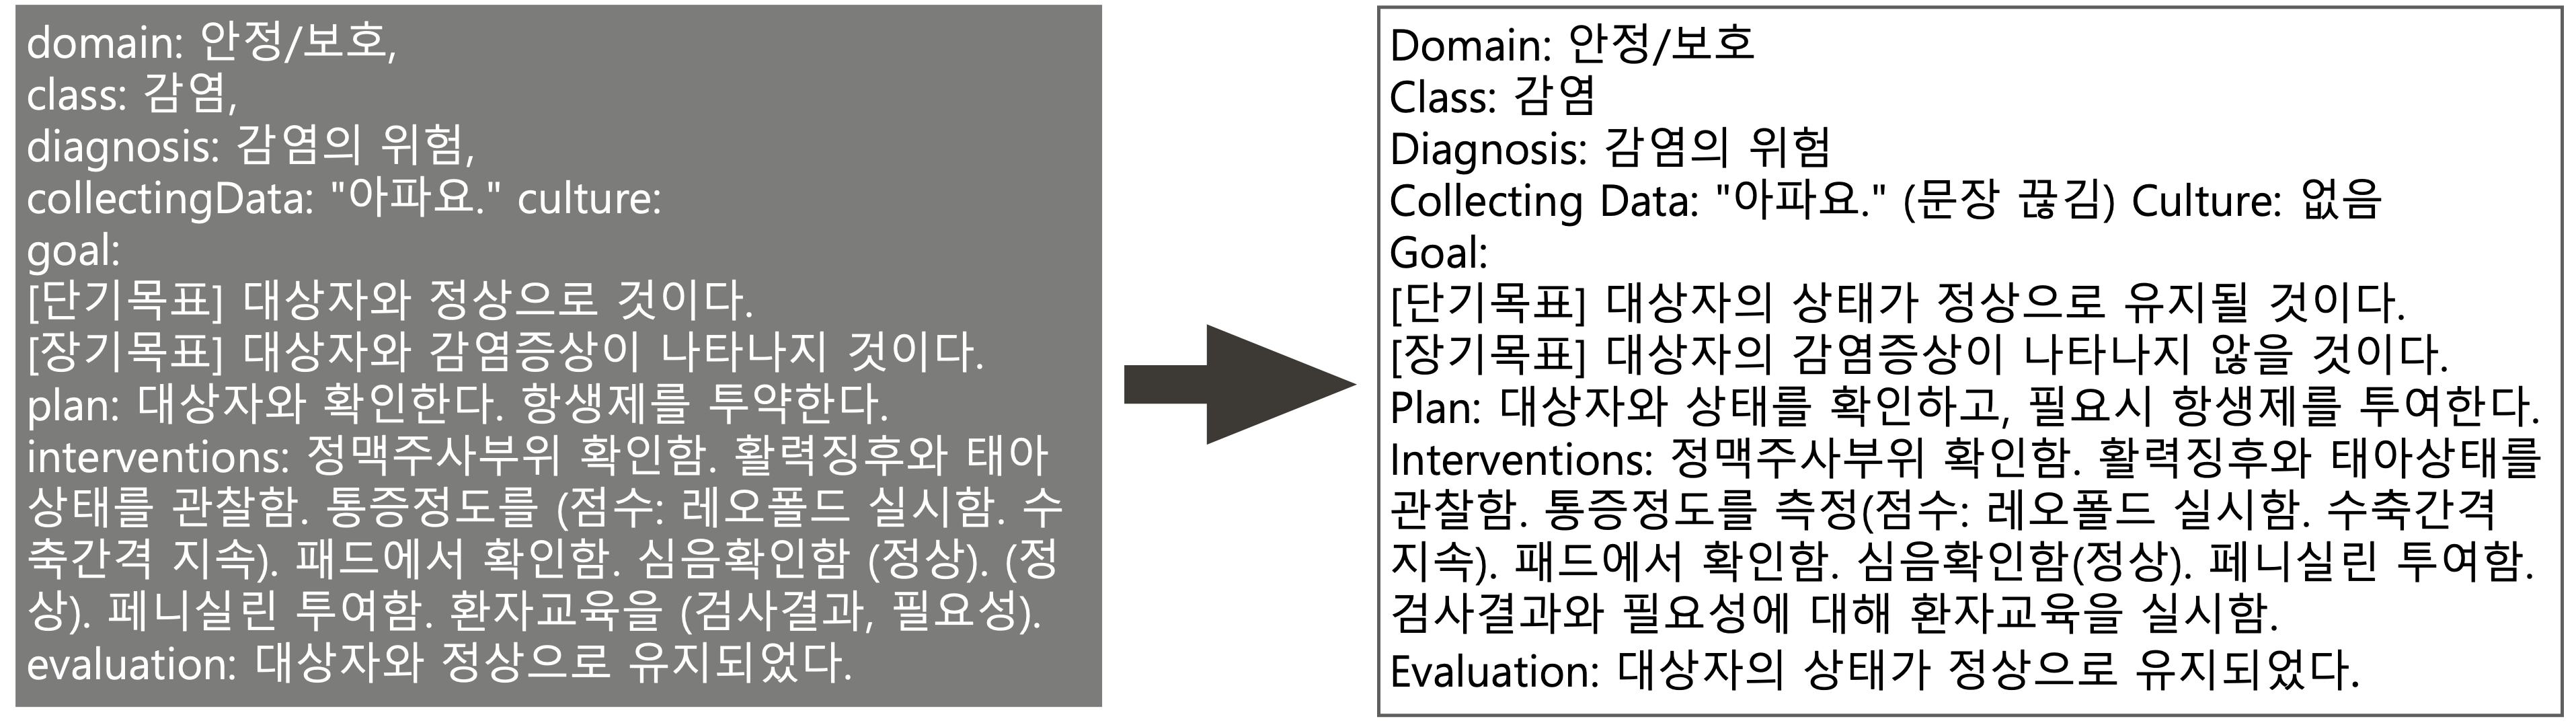 domain: 안정/보호,
class: 감염,
diagnosis: 감염의 위험,
collectingData: "아파요." culture:
goal:
[단기목표] 대상자와 정상으로 것이다.
[장기목표] 대상자와 감염증상이 나타나지 것이다.
plan: 대상자와 확인한다. 항생제를 투약한다.
interventions: 정맥주사부위 확인함. 활력징후와 태아
상태를 관찰함. 통증정도를 (점수: 레오폴드 실시함. 수
축간격 지속). 패드에서 확인함. 심음확인함 (정상). (정
상). 페니실린 투여함. 환자교육을 (검사결과, 필요성).
evaluation: 대상자와 정상으로 유지되었다.
Domain: 안정/보호
Class: 감염
Diagnosis: 감염의 위험
Collecting Data: "아파요." (문장 끊김) Culture: 없음
Goal:
[단기목표] 대상자의 상태가 정상으로 유지될 것이다.
[장기목표] 대상자의 감염증상이 나타나지 않을 것이다.
Plan: 대상자와 상태를 확인하고, 필요시 항생제를 투여한다.
Interventions: 정맥주사부위 확인함. 활력징후와 태아상태를
관찰함. 통증정도를 측정(점수: 레오폴드 실시함. 수축간격
지속). 패드에서 확인함. 심음확인함(정상). 페니실린 투여함.
검사결과와 필요성에 대해 환자교육을 실시함.
Evaluation: 대상자의 상태가 정상으로 유지되었다.